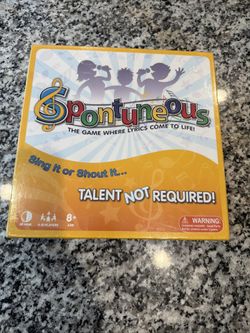 Spontuneous
THE GAME WHERE LYRICS COME TO LIFE!
Sing it or Shout it...
TALENT NOT REQUIRED!
8+
WARNING